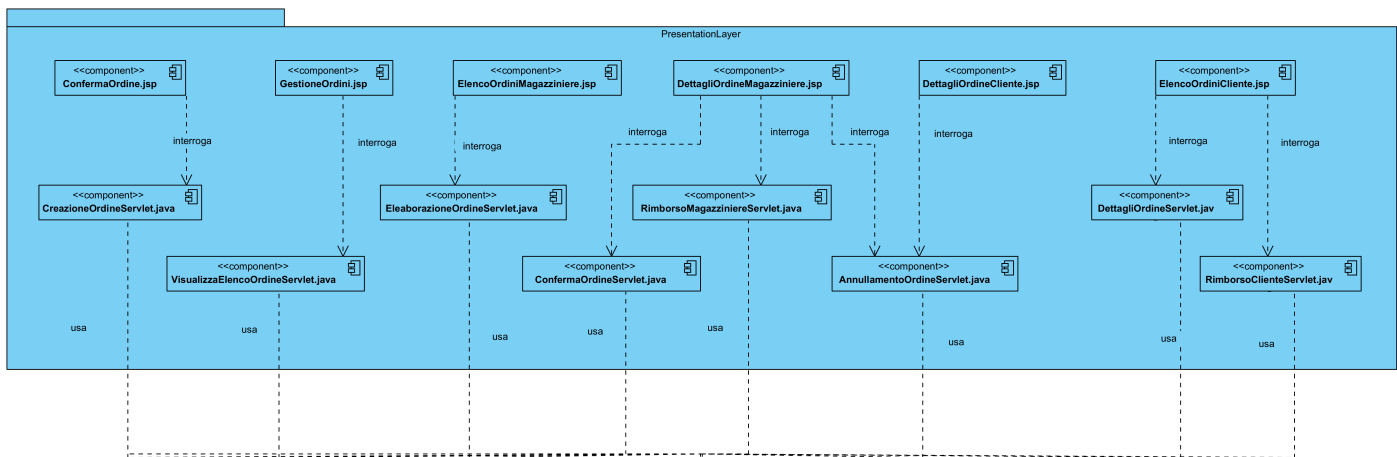 PresentationLayer
<<component>>
ConfermaOrdine.jsp
<<component>>
GestioneOrdini.jsp
<<component>>
ElencoOrdiniMagazziniere.jsp
<<component>>
DettagliOrdineMagazziniere.jsp
<<component>>
DettagliOrdineCliente.jsp
<<component>>
ElencoOrdiniCliente.jsp
interroga
interroga
interroga
interroga
interroga
interroga
interroga
interroga
interroga
<<component>>
CreazioneOrdineServlet.java
<<component>>
EleaborazioneOrdineServlet.java
<<component>>
RimborsoMagazziniereServlet.java
<<component>>
DettagliOrdineServlet.jav
<<component>>
VisualizzaElencoOrdineServlet.java
<<component>>
ConfermaOrdineServlet.java
<<component>>
AnnullamentoOrdineServlet.java
<<component>>
RimborsoClienteServlet.jav
usa
usa
usa
usa
usa
usa
usa
usa